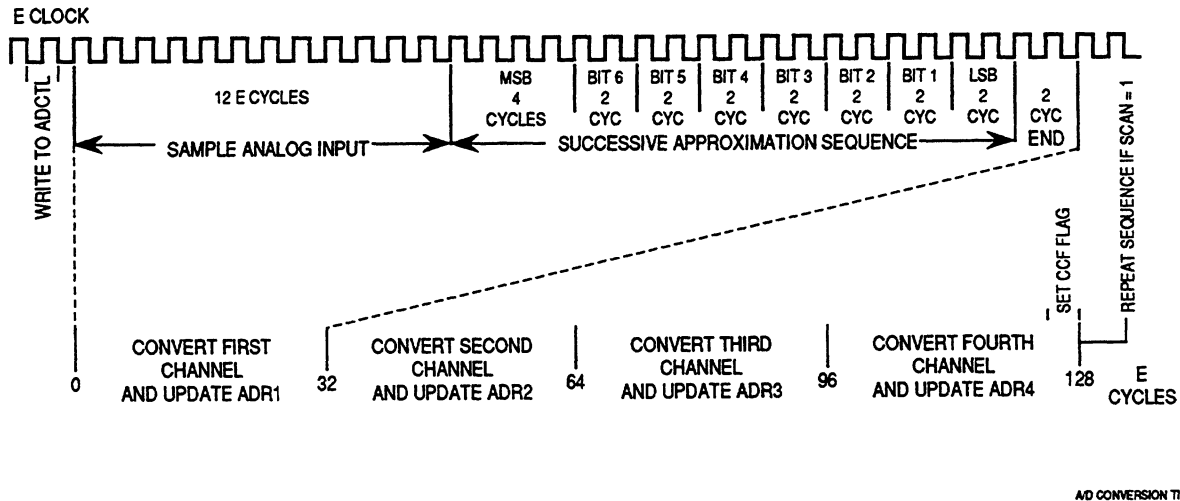 E CLOCK
WRITE TO ADCTL
12 E CYCLES
SAMPLE ANALOG INPUT
MSB
4
CYCLES
BIT 6
2
CYC
BIT 5
2
CYC
BIT 4
2
CYC
BIT 3
2
CYC
BIT 2
2
CYC
BIT 1
2
CYC
LSB
2
CYC
2
CYC
END
SUCCESSIVE APPROXIMATION SEQUENCE
SET CCF FLAG
REPEAT SEQUENCE IF SCAN = 1
0
CONVERT FIRST
CHANNEL
AND UPDATE ADR1
32
CONVERT SECOND
CHANNEL
AND UPDATE ADR2
64
CONVERT THIRD
CHANNEL
AND UPDATE ADR3
96
CONVERT FOURTH
CHANNEL
AND UPDATE ADR4
128
E
CYCLES
A/D CONVERSION